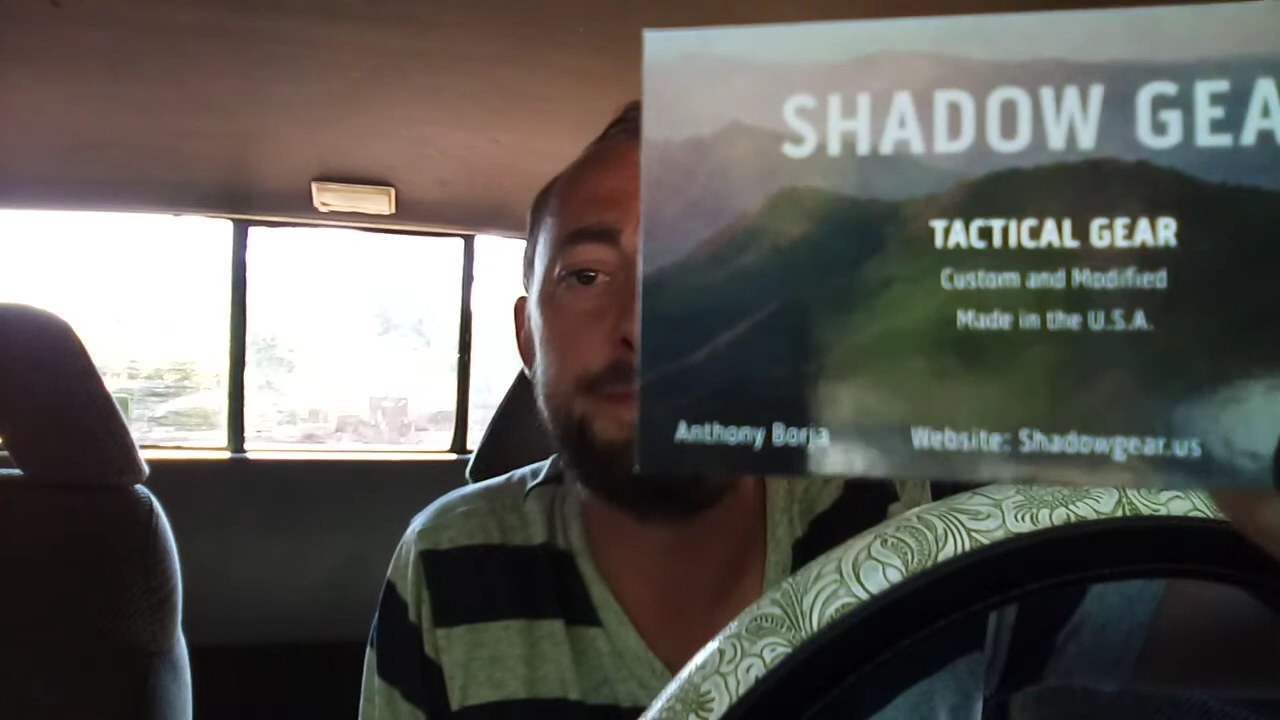 SHADOW GEA
TACTICAL GEAR
Custom and Modified
Made in the U.S.A.
Anthony Borja
Website: Shadowgear.us